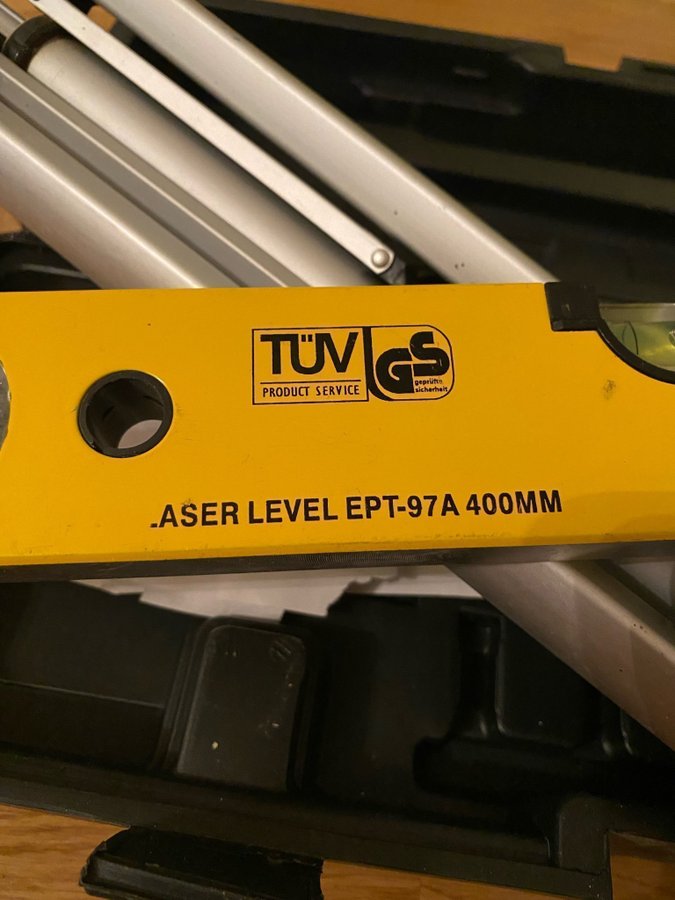 TÜV GS
PRODUCT SERVICE
geprüfte
sicherheit
.ASER LEVEL EPT-97A 400MM